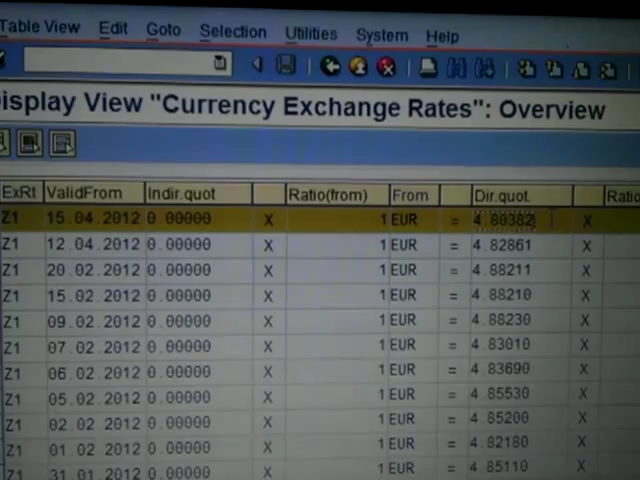 Table View Edit Goto Selection Utilities System Help
isplay View "Currency Exchange Rates": Overview
ExRt ValidFrom Indir.quot Ratio(from) From Dir.quot. Ratio
Z1 15.04.2012 0.00000 X 1 EUR = 4.80382 X
Z1 12.04.2012 0.00000 X 1 EUR = 4.82861 X
Z1 20.02.2012 0.00000 X 1 EUR = 4.88211 X
Z1 15.02.2012 0.00000 X 1 EUR = 4.88210 X
Z1 09.02.2012 0.00000 X 1 EUR = 4.88230 X
Z1 07.02.2012 0.00000 X 1 EUR = 4.83010 X
Z1 06.02.2012 0.00000 X 1 EUR = 4.83690 X
Z1 05.02.2012 0.00000 X 1 EUR = 4.85530 X
Z1 02.02.2012 0.00000 X 1 EUR = 4.85200 X
Z1 01.02.2012 0.00000 X 1 EUR = 4.82180 X
Z1 31.01.2012 0.00000 X 1 EUR = 4.85110 X